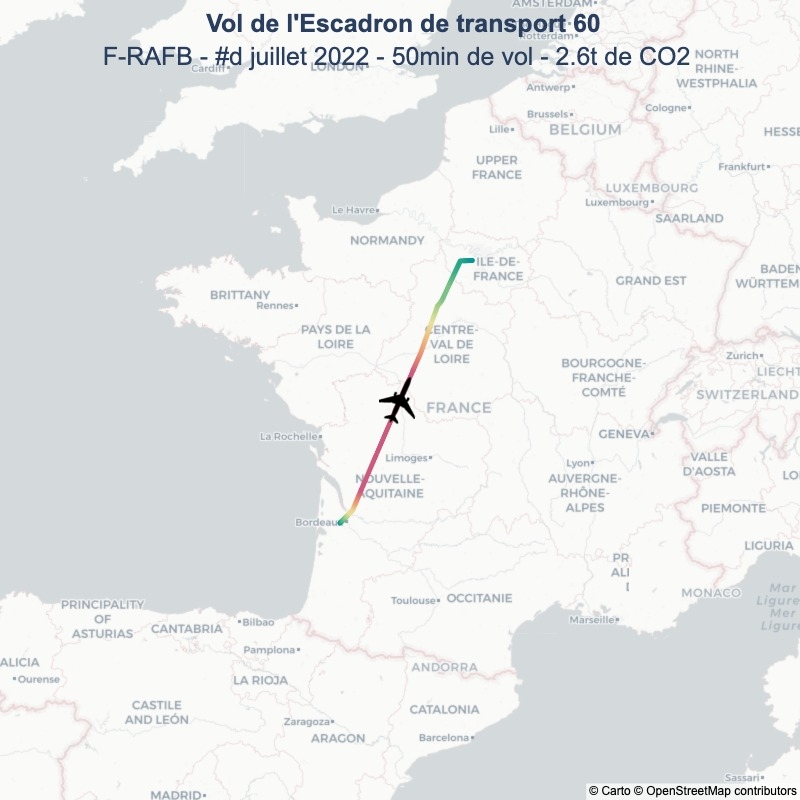 Vol de l'Escadron de transport 60
F-RAFB - #d juillet 2022 - 50min de vol - 2.6t de CO2
AMSTERDAM
Rotterdam
Cardiff
LONDON
NORTH
RHINE-
WESTPHALIA
Antwerp
Cologne
Brussels
Lille
BELGIUM
HESSE
UPPER
FRANCE
Frankfurt
LUXEMBOURG
Luxembourg
SAARLAND
Le Havre
NORMANDY
ILE-DE-
FRANCE
GRAND EST
BADEN
WÜRTTEM
BRITTANY
Rennes
PAYS DE LA
LOIRE
CENTRE-
VAL DE
LOIRE
Zurich
LIECHT
BOURGOGNE-
FRANCHE-
COMTÉ
SWITZERLAND
FRANCE
La Rochelle
GENEVA
Limoges
Lyon
VALLE
D'AOSTA
LO
NOUVELLE-
AQUITAINE
AUVERGNE-
RHÔNE-
ALPES
PIEMONTE
Bordeau
LIGURIA
PR
AL
MONACO
Mar
Ligure
Mer
Ligure
Toulouse
OCCITANIE
Marseille
PRINCIPALITY
OF
ASTURIAS
CANTABRIA
Bilbao
Pamplona
ALICIA
Ourense
ANDORRA
LA RIOJA
CASTILE
AND LEÓN
CATALONIA
Zaragoza
ARAGON
Barcelona
Sassari
MADRID
© Carto © OpenStreetMap contributors